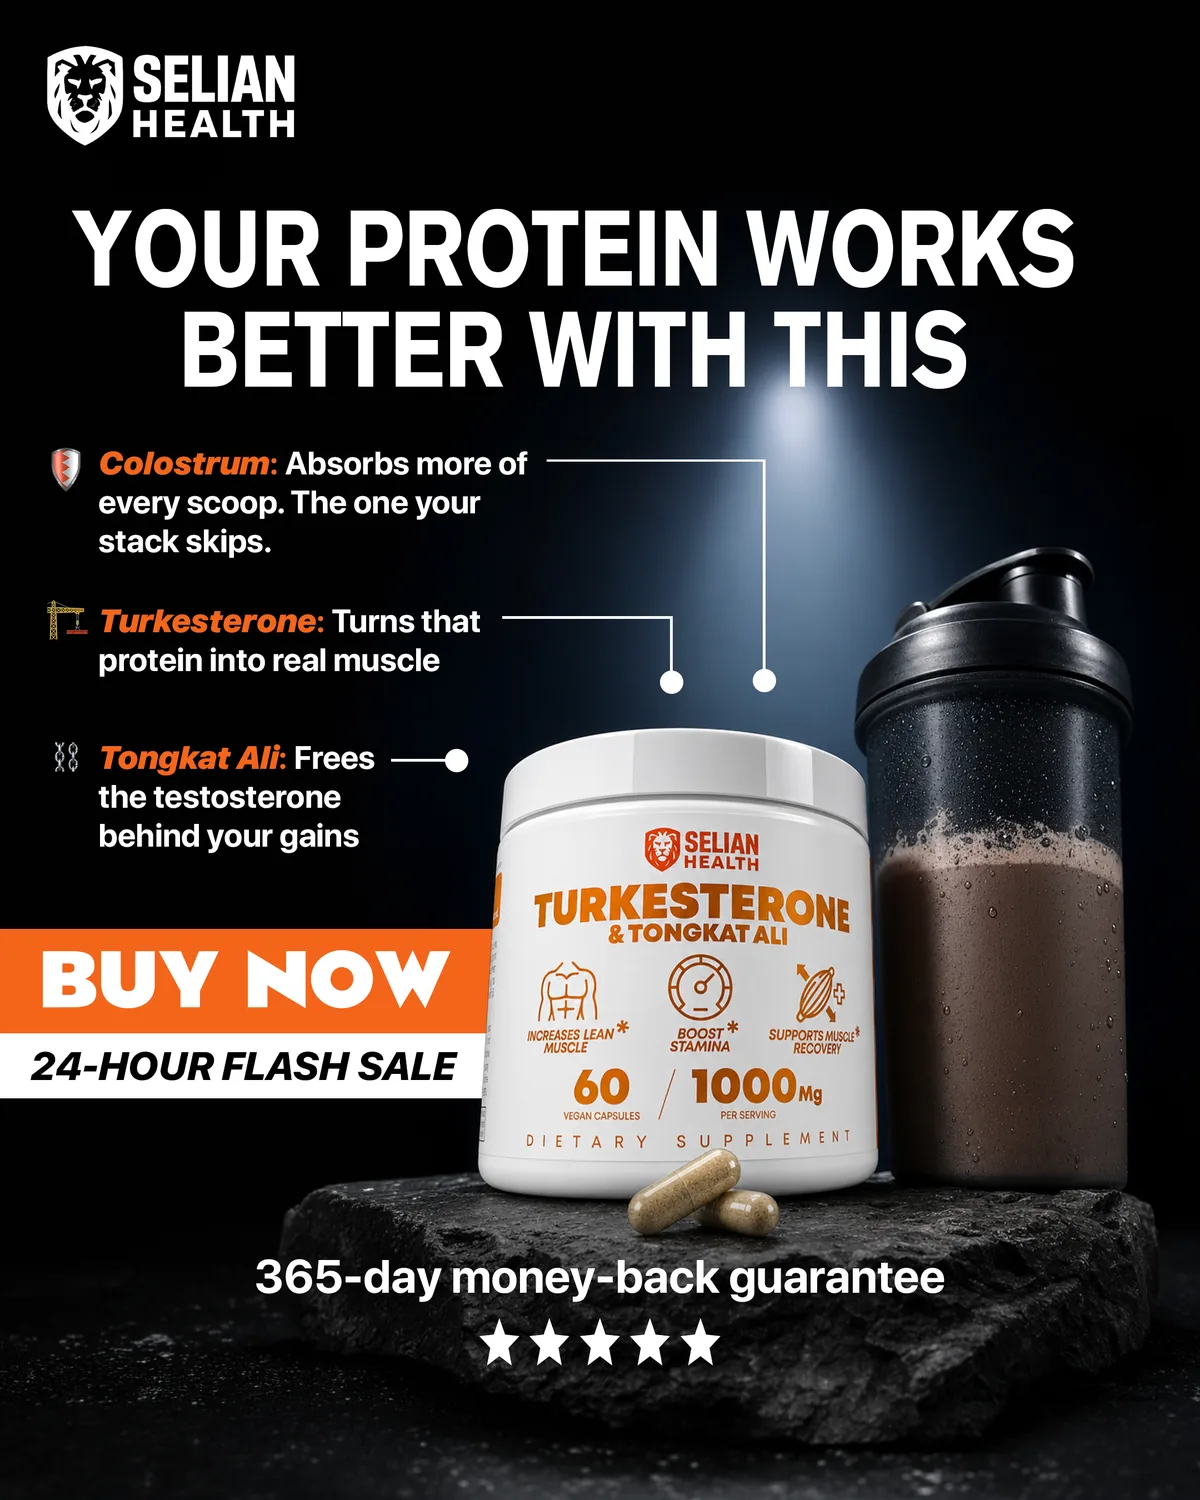 SELIAN
HEALTH
YOUR PROTEIN WORKS
BETTER WITH THIS
Colostrum: Absorbs more of
every scoop. The one your
stack skips.
Turkesterone: Turns that
protein into real muscle
Tongkat Ali: Frees
the testosterone
behind your gains
BUY NOW
24-HOUR FLASH SALE
SELIAN
HEALTH
TURKESTERONE
& TONGKAT ALI
INCREASES LEAN*
MUSCLE
BOOST*
STAMINA
SUPPORTS MUSCLE*
RECOVERY
60
VEGAN CAPSULES
1000Mg
PER SERVING
DIETARY SUPPLEMENT
365-day money-back guarantee